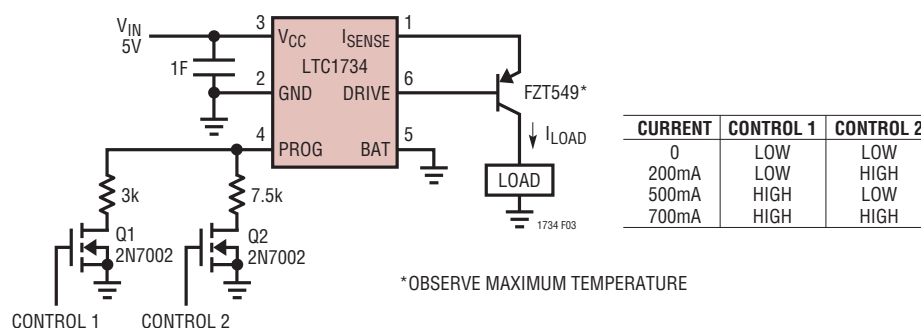 V_IN
5V
1F
3
V_CC
I_SENSE
1
LTC1734
2
GND
DRIVE
6
4
PROG
BAT
5
FZT549*
I_LOAD
LOAD
1734 F03
3k
7.5k
Q1
2N7002
Q2
2N7002
CONTROL 1
CONTROL 2
*OBSERVE MAXIMUM TEMPERATURE
CURRENT CONTROL 1 CONTROL 2
0 LOW LOW
200mA LOW HIGH
500mA HIGH LOW
700mA HIGH HIGH